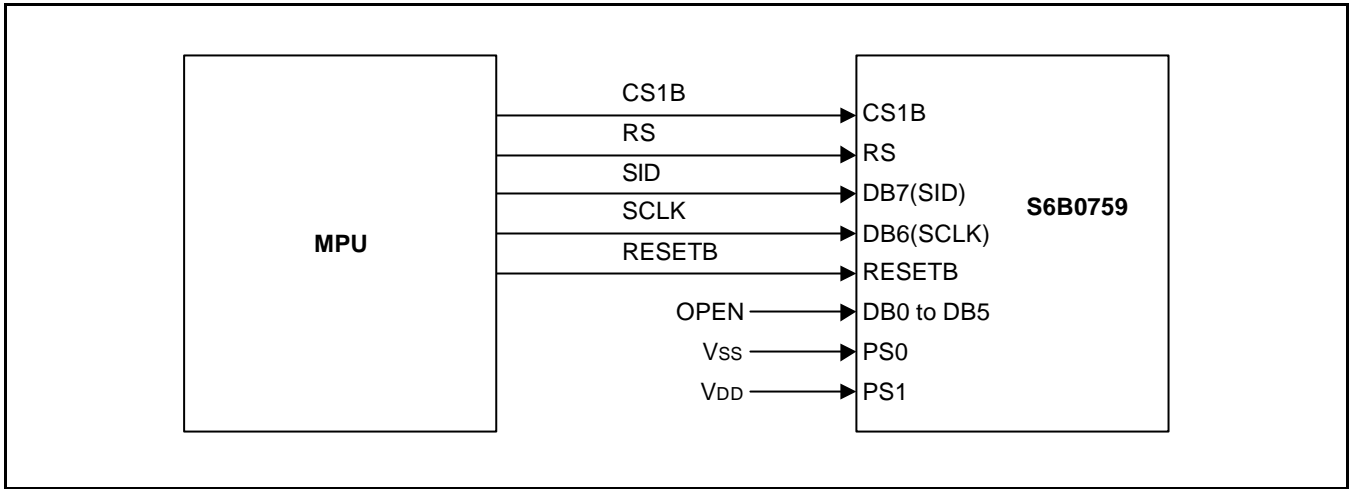 MPU
CS1B
RS
SID
SCLK
RESETB
OPEN
VSS
VDD
CS1B
RS
DB7(SID)
DB6(SCLK)
RESETB
DB0 to DB5
PS0
PS1
S6B0759